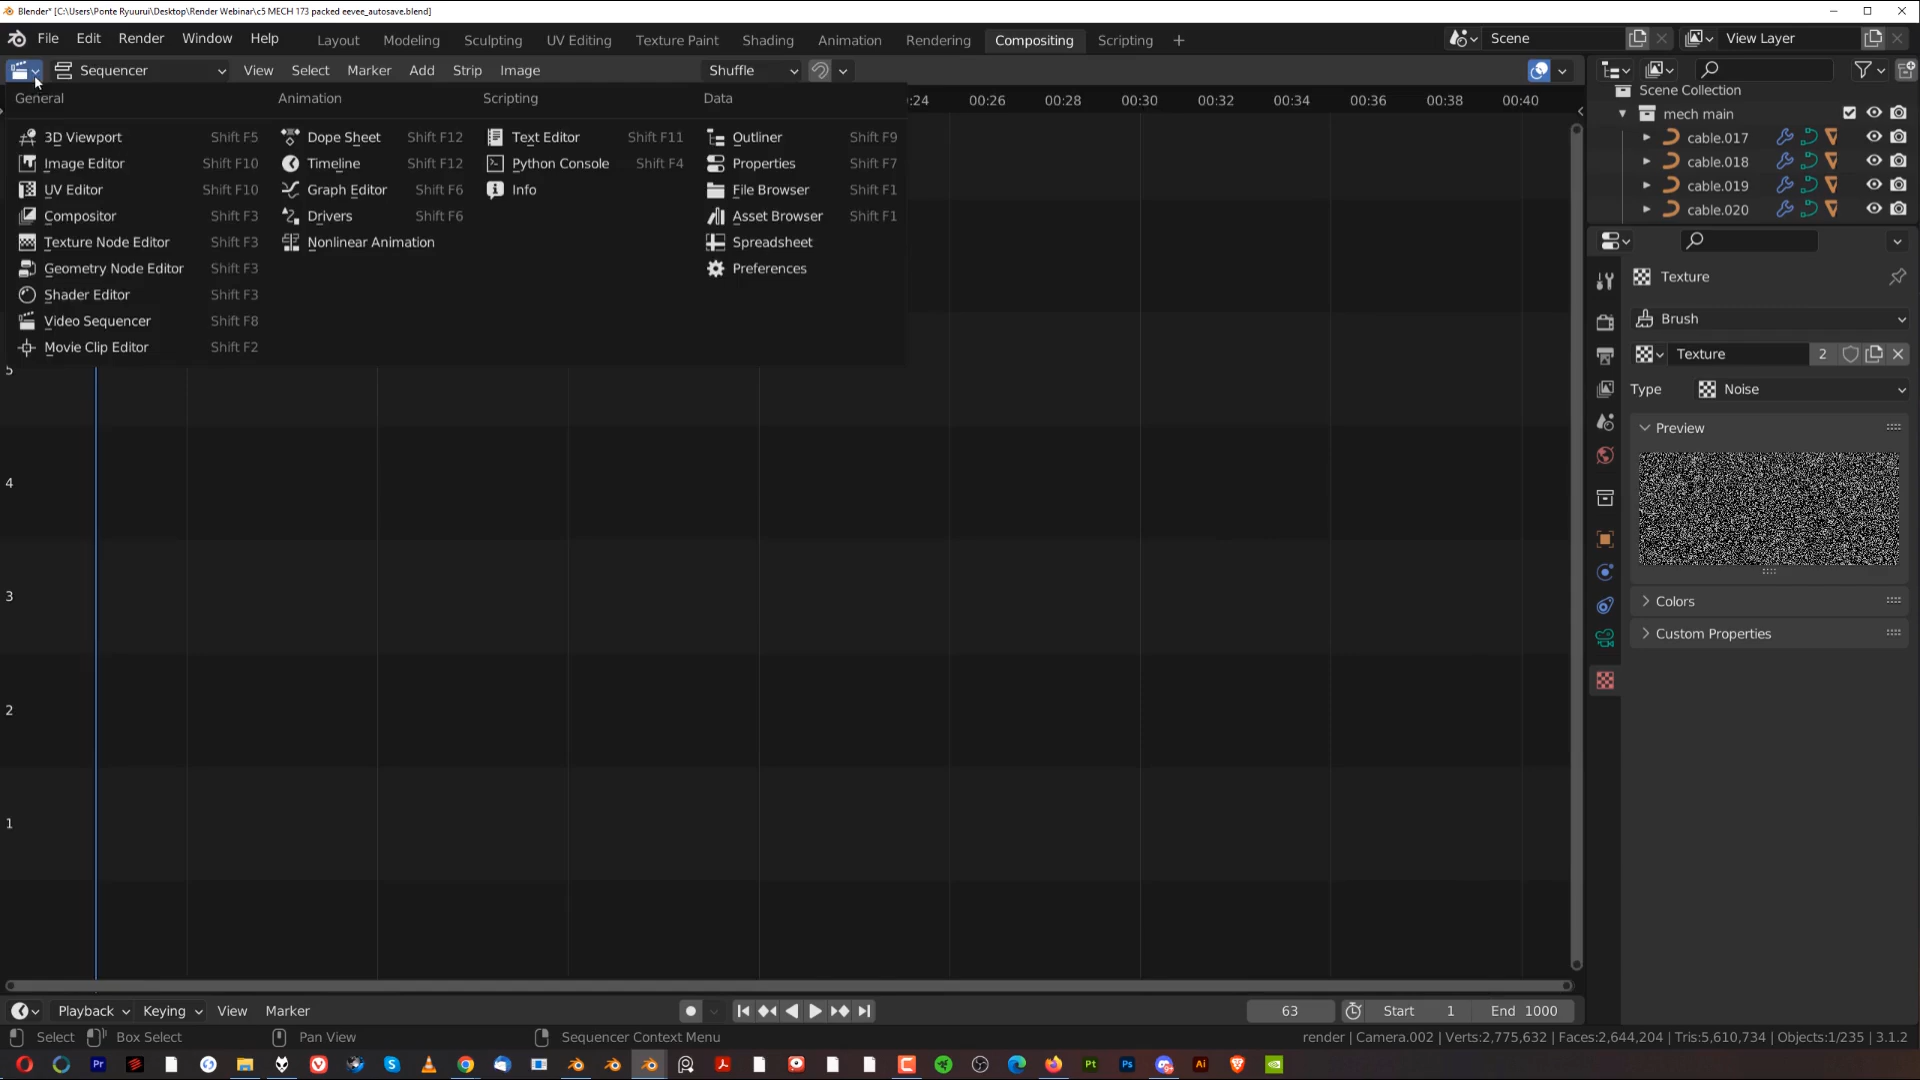 Blender* [C:\Users\Ponte Ryuurui\Desktop\Render Webinar\c5 MECH 173 packed eevee_autosave.blend]
File Edit Render Window Help Layout Modeling Sculpting UV Editing Texture Paint Shading Animation Rendering Compositing Scripting + Scene View Layer
Sequencer View Select Marker Add Strip Image Shuffle
General Animation Scripting Data :24 00:26 00:28 00:30 00:32 00:34 00:36 00:38 00:40
Scene Collection
mech main
3D Viewport Shift F5 Dope Sheet Shift F12 Text Editor Shift F11 Outliner Shift F9 cable.017
Image Editor Shift F10 Timeline Shift F12 Python Console Shift F4 Properties Shift F7 cable.018
UV Editor Shift F10 Graph Editor Shift F6 Info File Browser Shift F1 cable.019
Compositor Shift F3 Drivers Shift F6 Asset Browser Shift F1 cable.020
Texture Node Editor Shift F3 Nonlinear Animation Spreadsheet
Geometry Node Editor Shift F3 Preferences Texture
Shader Editor Shift F3
Video Sequencer Shift F8 Brush
Movie Clip Editor Shift F2 Texture 2
5
Type Noise
Preview
4
3
Colors
Custom Properties
2
1
Playback Keying View Marker 63 Start 1 End 1000
Select Box Select Pan View Sequencer Context Menu render | Camera.002 | Verts:2,775,632 | Faces:2,644,204 | Tris:5,610,734 | Objects:1/235 | 3.1.2
Pr Pt Ps Ai